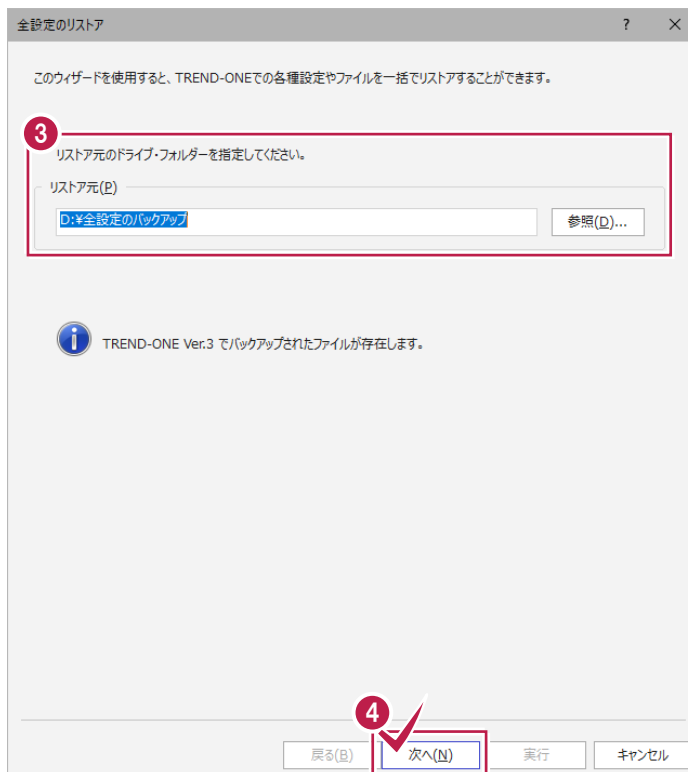 全設定のリストア ? ×
このウィザードを使用すると、TREND-ONEでの各種設定やファイルを一括でリストアすることができます。
3
リストア元のドライブ・フォルダーを指定してください。
リストア元(P)
D:¥全設定のバックアップ 参照(D)...
TREND-ONE Ver.3 でバックアップされたファイルが存在します。
4
戻る(B) 次へ(N) 実行 キャンセル